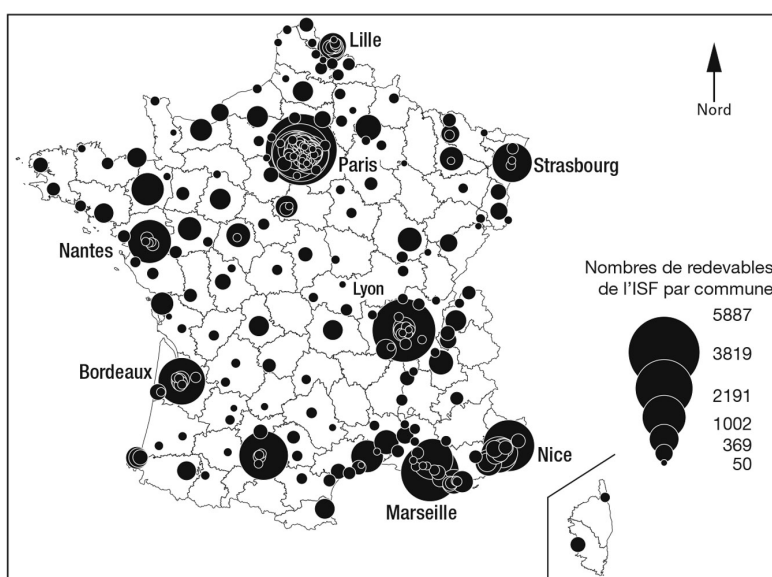 Lille
Nord
Paris
Strasbourg
Nantes
Lyon
Nombres de redevables
de l'ISF par commune
5887
3819
2191
1002
369
50
Bordeaux
Nice
Marseille